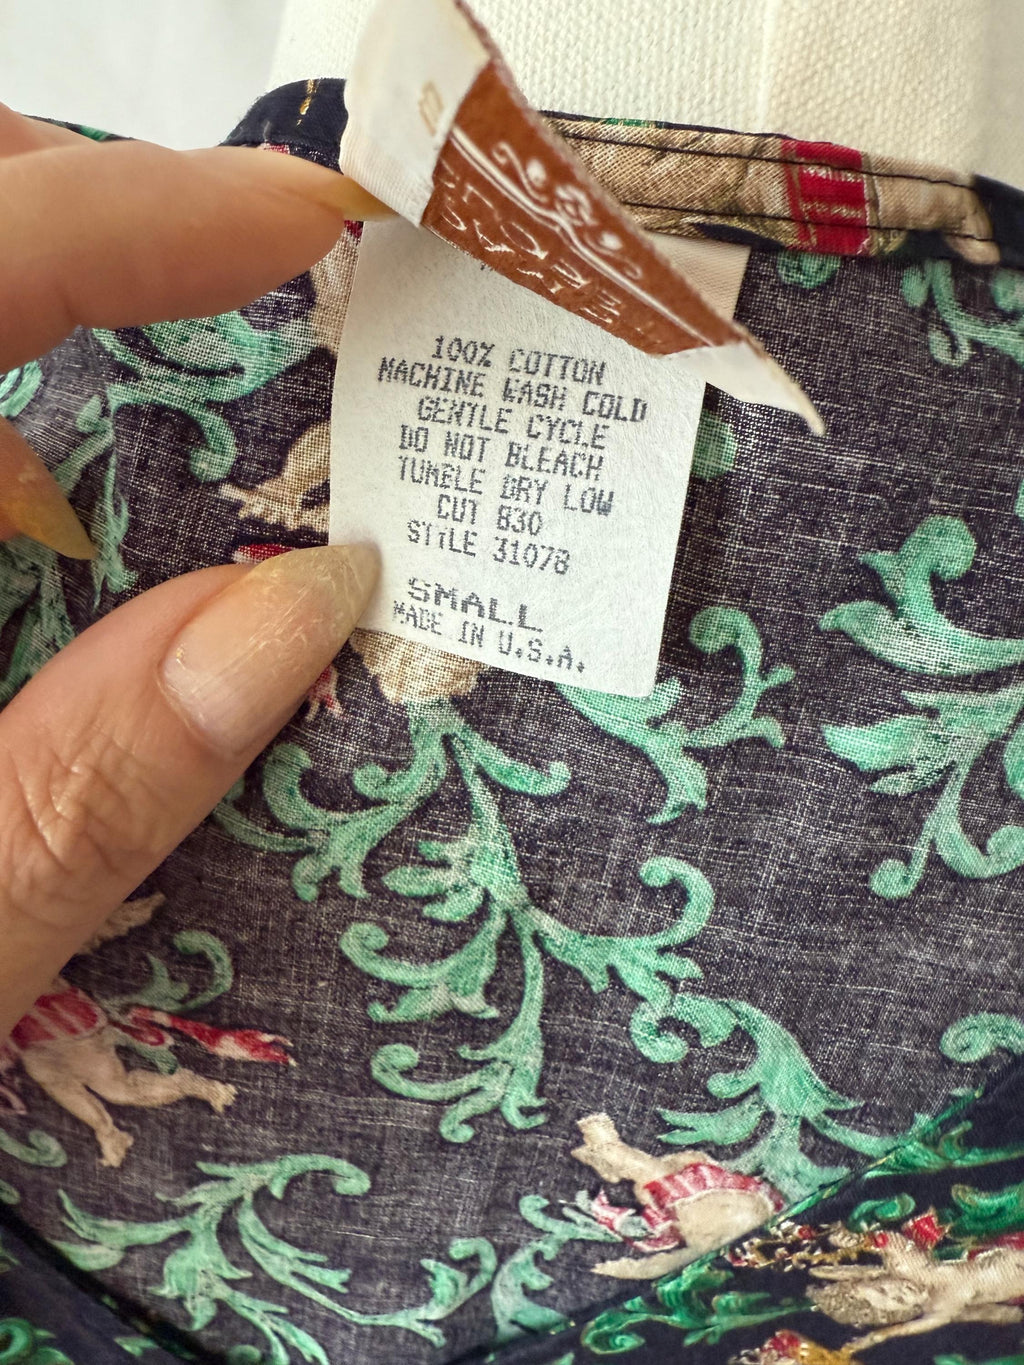 100% COTTON
MACHINE WASH COLD
GENTLE CYCLE
DO NOT BLEACH
TUMBLE DRY LOW
CUT 830
STYLE 31078
SMALL
MADE IN U.S.A.